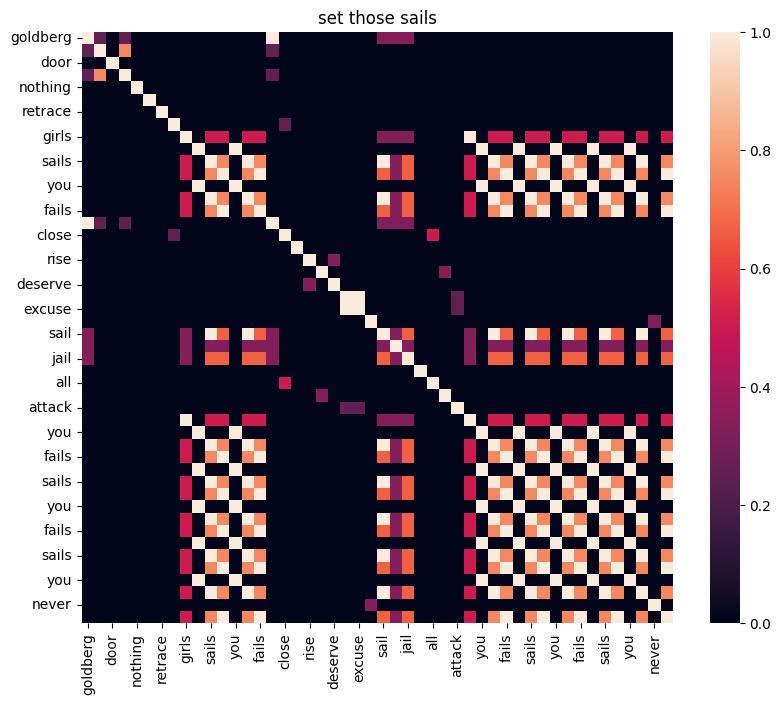 set those sails
goldberg
door
nothing
retrace
girls
sails
you
fails
close
rise
deserve
excuse
sail
jail
all
attack
you
fails
sails
you
fails
sails
you
never
goldberg
door
nothing
retrace
girls
sails
you
fails
close
rise
deserve
excuse
sail
jail
all
attack
you
fails
sails
you
fails
sails
you
never
1.0
0.8
0.6
0.4
0.2
0.0